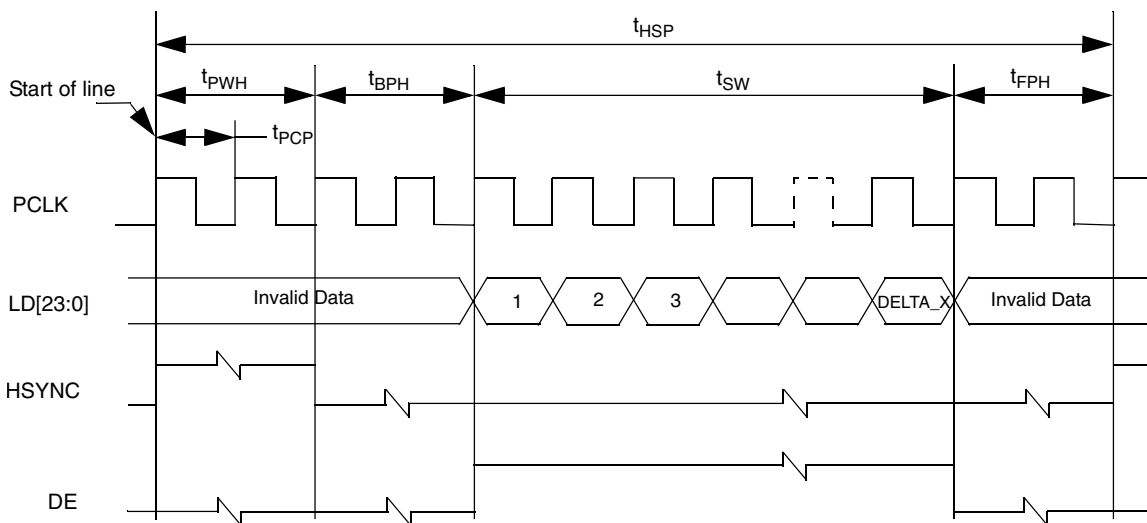 tHSP
tPWH
tBPH
tSW
tFPH
Start of line
tPCP
PCLK
LD[23:0]
Invalid Data
1
2
3
DELTA_X
Invalid Data
HSYNC
DE